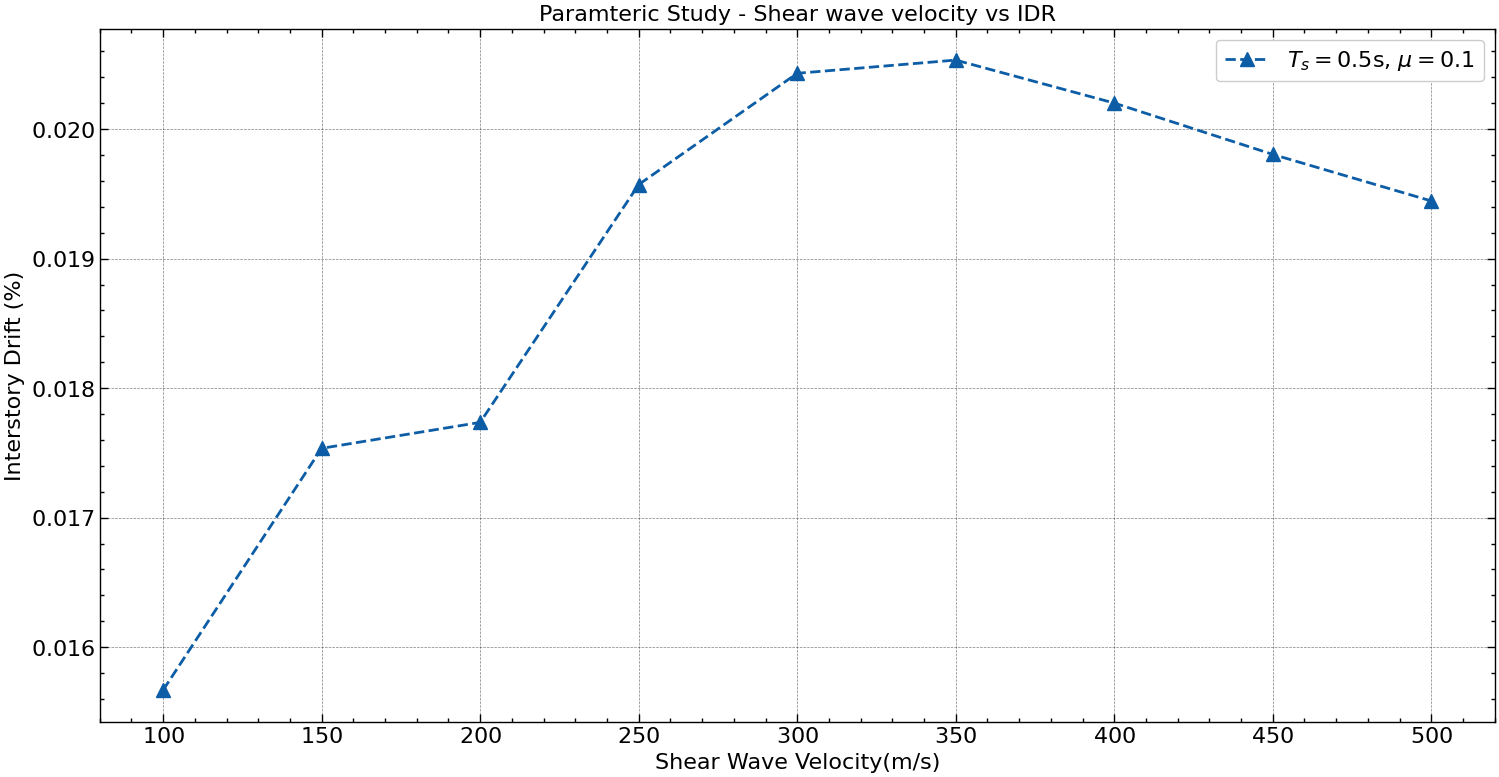 Paramteric Study - Shear wave velocity vs IDR
T_s = 0.5s, μ = 0.1
0.020
0.019
0.018
0.017
0.016
Interstory Drift (%)
100 150 200 250 300 350 400 450 500
Shear Wave Velocity(m/s)